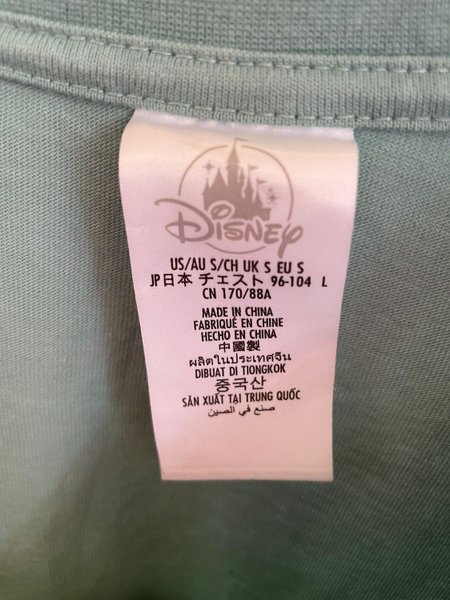 Disney
US/AU S/CH UK S EU S
JP日本 チェスト 96-104 L
CN 170/88A
MADE IN CHINA
FABRIQUÉ EN CHINE
HECHO EN CHINA
中國製
ผลิตในประเทศจีน
DIBUAT DI TIONGKOK
중국산
SẢN XUẤT TẠI TRUNG QUỐC
صنع في الصين